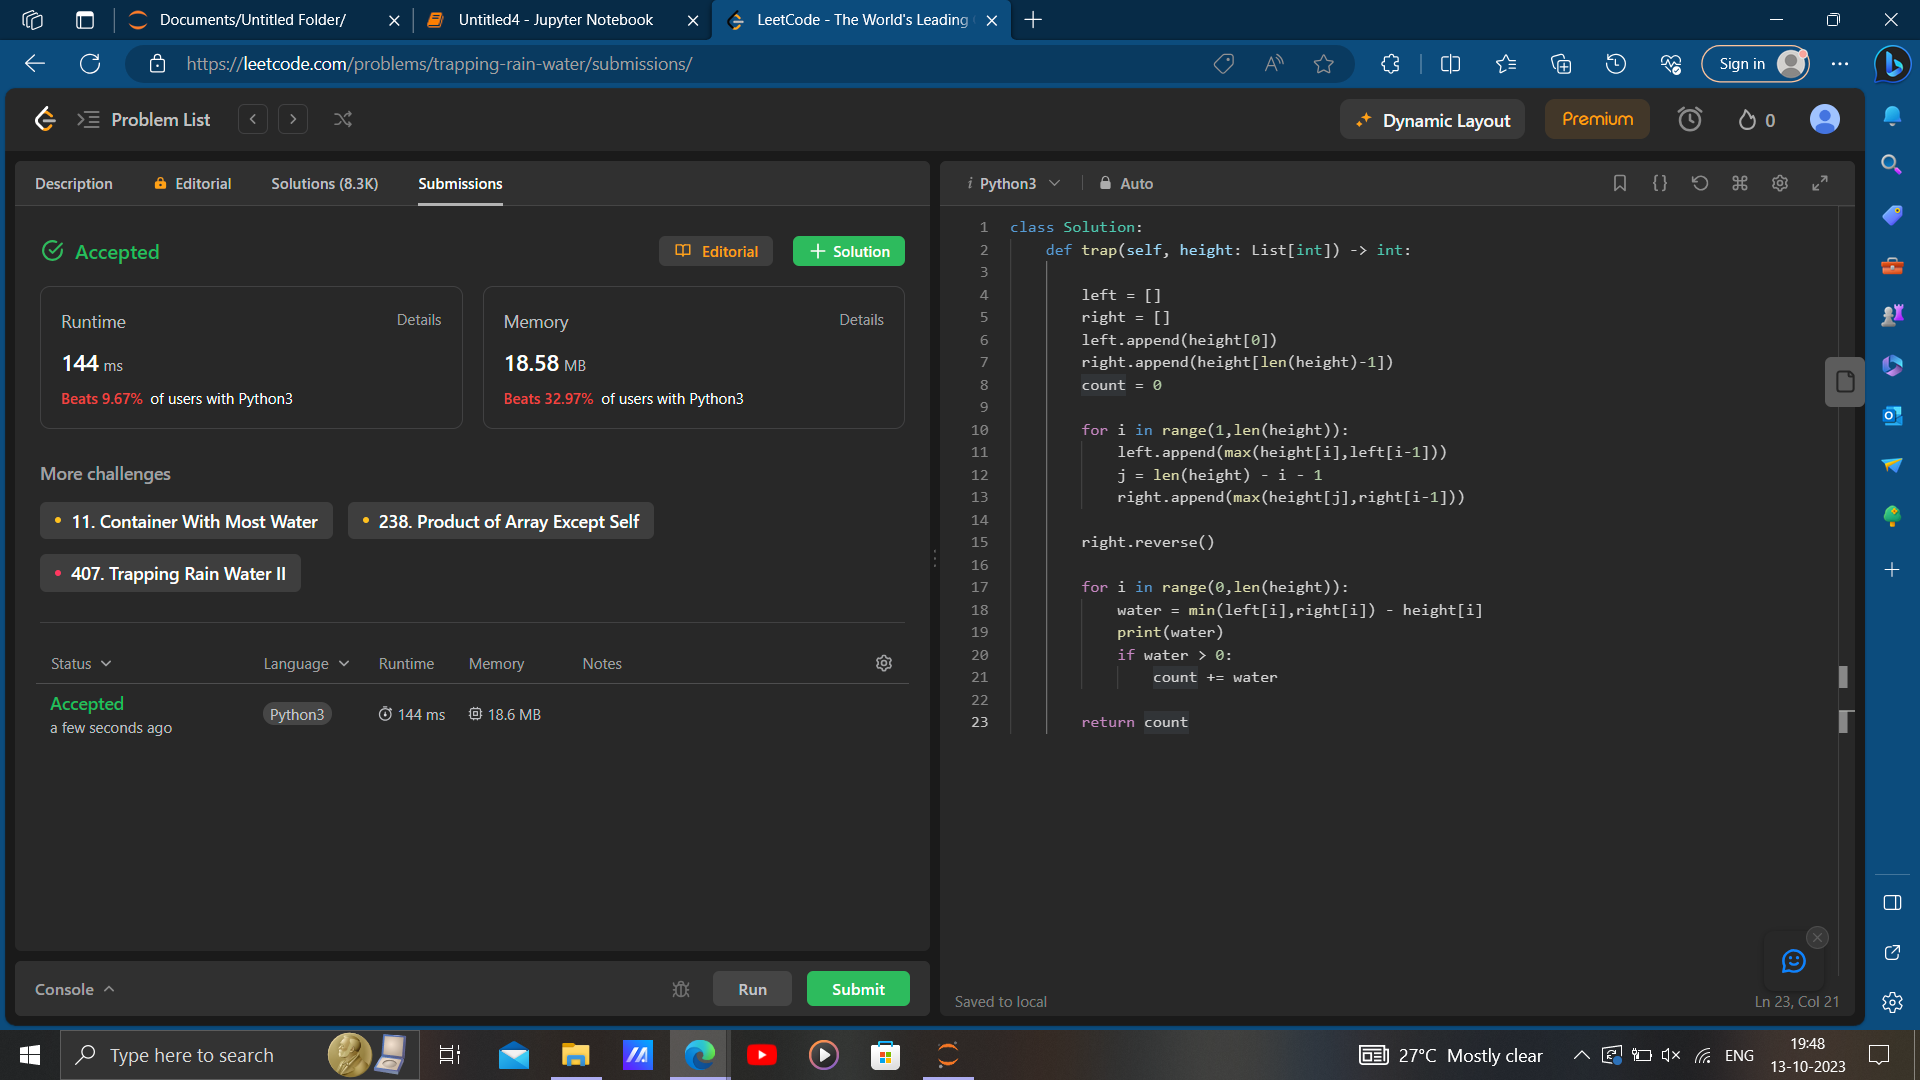 Documents/Untitled Folder/
Untitled4 - Jupyter Notebook
LeetCode - The World's Leading
https://leetcode.com/problems/trapping-rain-water/submissions/
Sign in
Problem List
Dynamic Layout
Premium
0
Description
Editorial
Solutions (8.3K)
Submissions
Accepted
Editorial
Solution
Runtime
Details
144 ms
Beats 9.67% of users with Python3
Memory
Details
18.58 MB
Beats 32.97% of users with Python3
More challenges
11. Container With Most Water
238. Product of Array Except Self
407. Trapping Rain Water II
Status
Language
Runtime
Memory
Notes
Accepted
a few seconds ago
Python3
144 ms
18.6 MB
Console
Run
Submit
i Python3
Auto
1 class Solution:
2     def trap(self, height: List[int]) -> int:
3
4         left = []
5         right = []
6         left.append(height[0])
7         right.append(height[len(height)-1])
8         count = 0
9
10         for i in range(1,len(height)):
11             left.append(max(height[i],left[i-1]))
12             j = len(height) - i - 1
13             right.append(max(height[j],right[i-1]))
14
15         right.reverse()
16
17         for i in range(0,len(height)):
18             water = min(left[i],right[i]) - height[i]
19             print(water)
20             if water > 0:
21                 count += water
22
23         return count
Saved to local
Ln 23, Col 21
Type here to search
27°C Mostly clear
ENG
19:48
13-10-2023